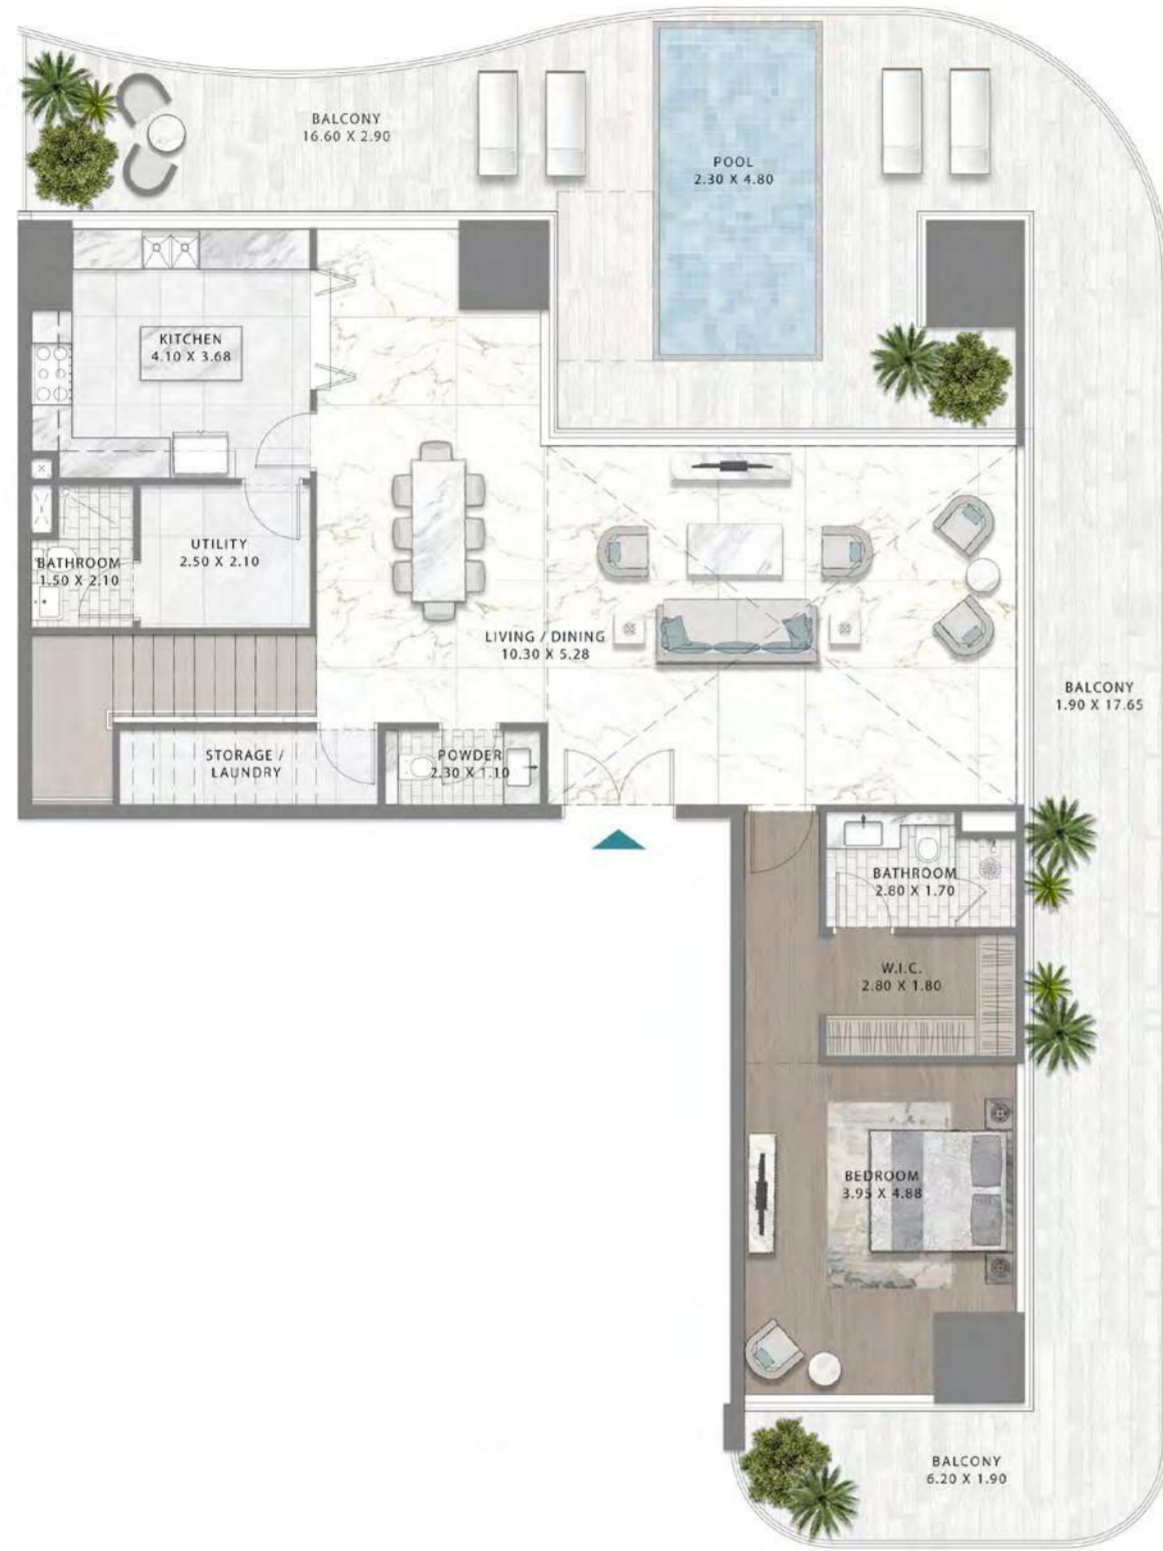 BALCONY
16.60 X 2.90
POOL
2.30 X 4.80
KITCHEN
4.10 X 3.68
UTILITY
2.50 X 2.10
BATHROOM
1.50 X 2.10
LIVING / DINING
10.30 X 5.28
BALCONY
1.90 X 17.65
STORAGE /
LAUNDRY
POWDER
2.30 X 1.10
BATHROOM
2.80 X 1.70
W.I.C.
2.80 X 1.80
BEDROOM
3.95 X 4.88
BALCONY
6.20 X 1.90